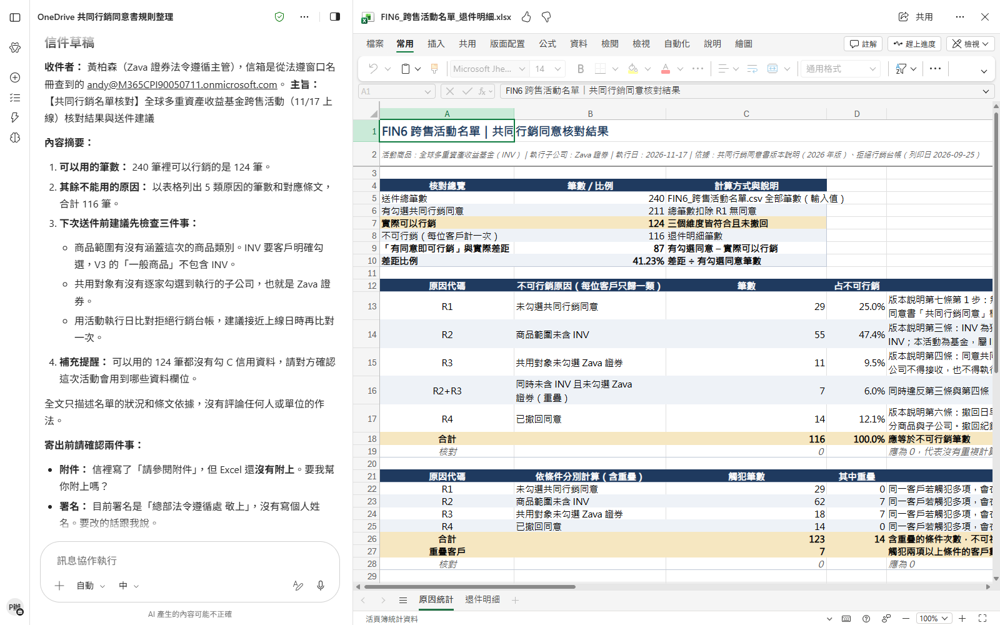 OneDrive 共同行銷同意書規則整理
信件草稿
收件者： 黃柏森（Zava 證券法令遵循主管），信箱是從法遵窗口名
冊查到的 andy@M365CPI90050711.onmicrosoft.com。 主旨：
【共同行銷名單核對】全球多重資產收益基金跨售活動（11/17 上
線）核對結果與送件建議
內容摘要：
1. 可以用的筆數： 240 筆裡可以行銷的是 124 筆。
2. 其餘不能用的原因： 以表格列出 5 類原因的筆數和對應條文，
合計 116 筆。
3. 下次送件前建議先檢查三件事：
商品範圍有沒有涵蓋這次的商品類別。INV 要客戶明確勾
選，V3 的「一般商品」不包含 INV。
共用對象有沒有逐家勾選到執行的子公司，也就是 Zava 證
券。
用活動執行日比對拒絕行銷台帳，建議接近上線日時再比對
一次。
4. 補充提醒： 可以用的 124 筆都沒有勾 C 信用資料，請對方確認
這次活動會用到哪些資料欄位。
全文只描述名單的狀況和條文依據，沒有評論任何人或單位的作
法。
寄出前請確認兩件事：
附件： 信裡寫了「請參閱附件」，但 Excel 還沒有附上。要我幫
你附上嗎？
署名： 目前署名是「總部法令遵循處 敬上」，沒有寫個人姓
名。要改的話跟我說。
訊息協作執行
自動 中
AI 產生的內容可能不正確
P辦
FIN6_跨售活動名單_退件明細.xlsx
共用
檔案 常用 插入 共用 版面配置 公式 資料 檢閱 檢視 自動化 說明 繪圖
註解 趕上進度 檢視
Microsoft Jhe... 14 B A 通用格式
A1 fx FIN6 跨售活動名單｜共同行銷同意核對結果
A B C D
1 FIN6 跨售活動名單｜共同行銷同意核對結果
2 活動商品：全球多重資產收益基金（INV）｜執行子公司：Zava 證券｜執行日：2026-11-17｜依據：共同行銷同意書版本說明（2026 年版）、拒絕行銷台帳（列印日 2026-09-25）
3
4 核對總覽 筆數 / 比例 計算方式與說明
5 送件總筆數 240 FIN6_跨售活動名單.csv 全部筆數（輸入值）
6 有勾選共同行銷同意 211 總筆數扣除 R1 無同意
7 實際可以行銷 124 三個維度皆符合且未撤回
8 不可行銷（每位客戶計一次） 116 退件明細筆數
9 「有同意即可行銷」與實際差距 87 有勾選同意 − 實際可以行銷
10 差距比例 41.23% 差距 ÷ 有勾選同意筆數
11
12 原因代碼 不可行銷原因（每位客戶只歸一類） 筆數 占不可行銷
13 R1 未勾選共同行銷同意 29 25.0% 版本說明第七條第 1 步：
同意書「共同行銷同意」
14 R2 商品範圍未含 INV 55 47.4% 版本說明第三條：INV 為
INV；本活動為基金，屬
15 R3 共用對象未勾選 Zava 證券 11 9.5% 版本說明第四條：同意共
公司不得接收，也不得執
16 R2+R3 同時未含 INV 且未勾選 Zava
證券（重疊） 7 6.0% 同時違反第三條與第四條
17 R4 已撤回同意 14 12.1% 版本說明第六條：撤回日
分商品與子公司。撤回紀
18 合計 116 100.0% 應等於不可行銷筆數
19 核對 0 應為 0，代表沒有重複計
20
21 原因代碼 依條件分別計算（含重疊） 觸犯筆數 其中重疊
22 R1 未勾選共同行銷同意 29 0 同一客戶若觸犯多項，會
23 R2 商品範圍未含 INV 62 7 同一客戶若觸犯多項，會
24 R3 共用對象未勾選 Zava 證券 18 7 同一客戶若觸犯多項，會
25 R4 已撤回同意 14 0 同一客戶若觸犯多項，會
26 合計 123 14 含重疊的條件次數，不可
27 重疊客戶 7 觸犯兩項以上條件的客戶
28 核對 0 應為 0
29
原因統計 退件明細
活頁簿統計資料 100%